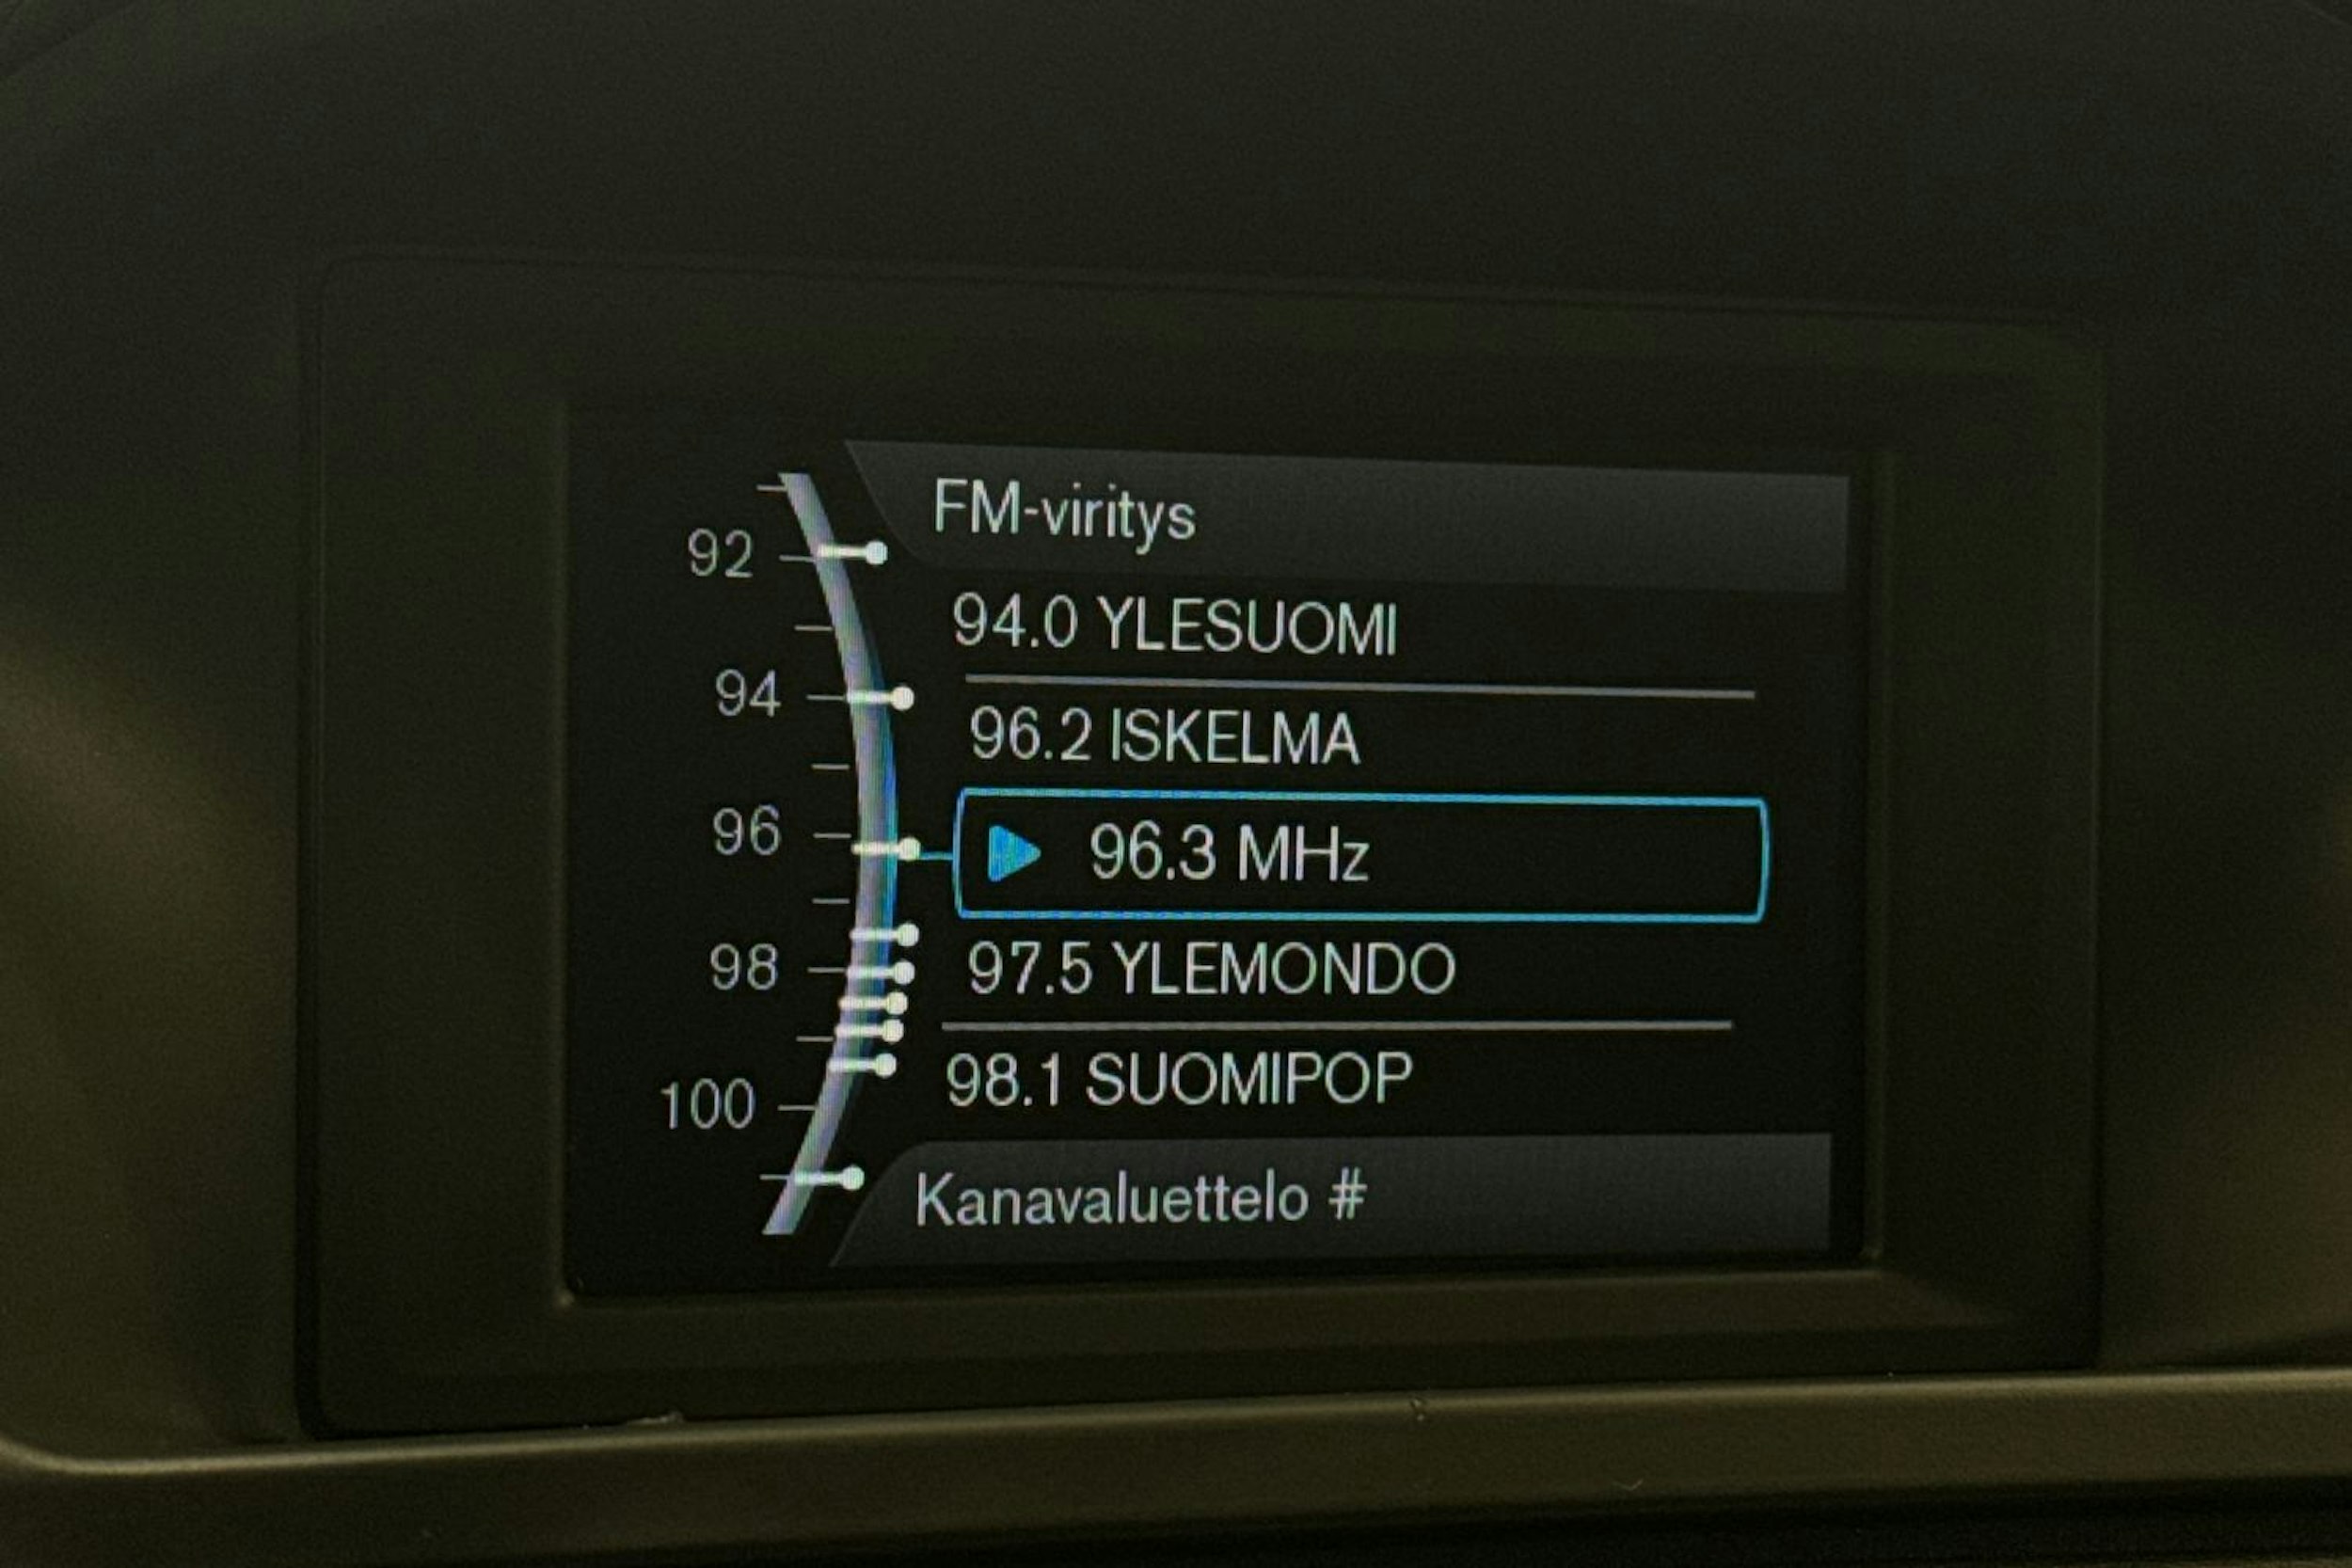 FM-viritys
92
94
96
98
100
94.0 YLESUOMI
96.2 ISKELMA
96.3 MHz
97.5 YLEMONDO
98.1 SUOMIPOP
Kanavaluettelo #